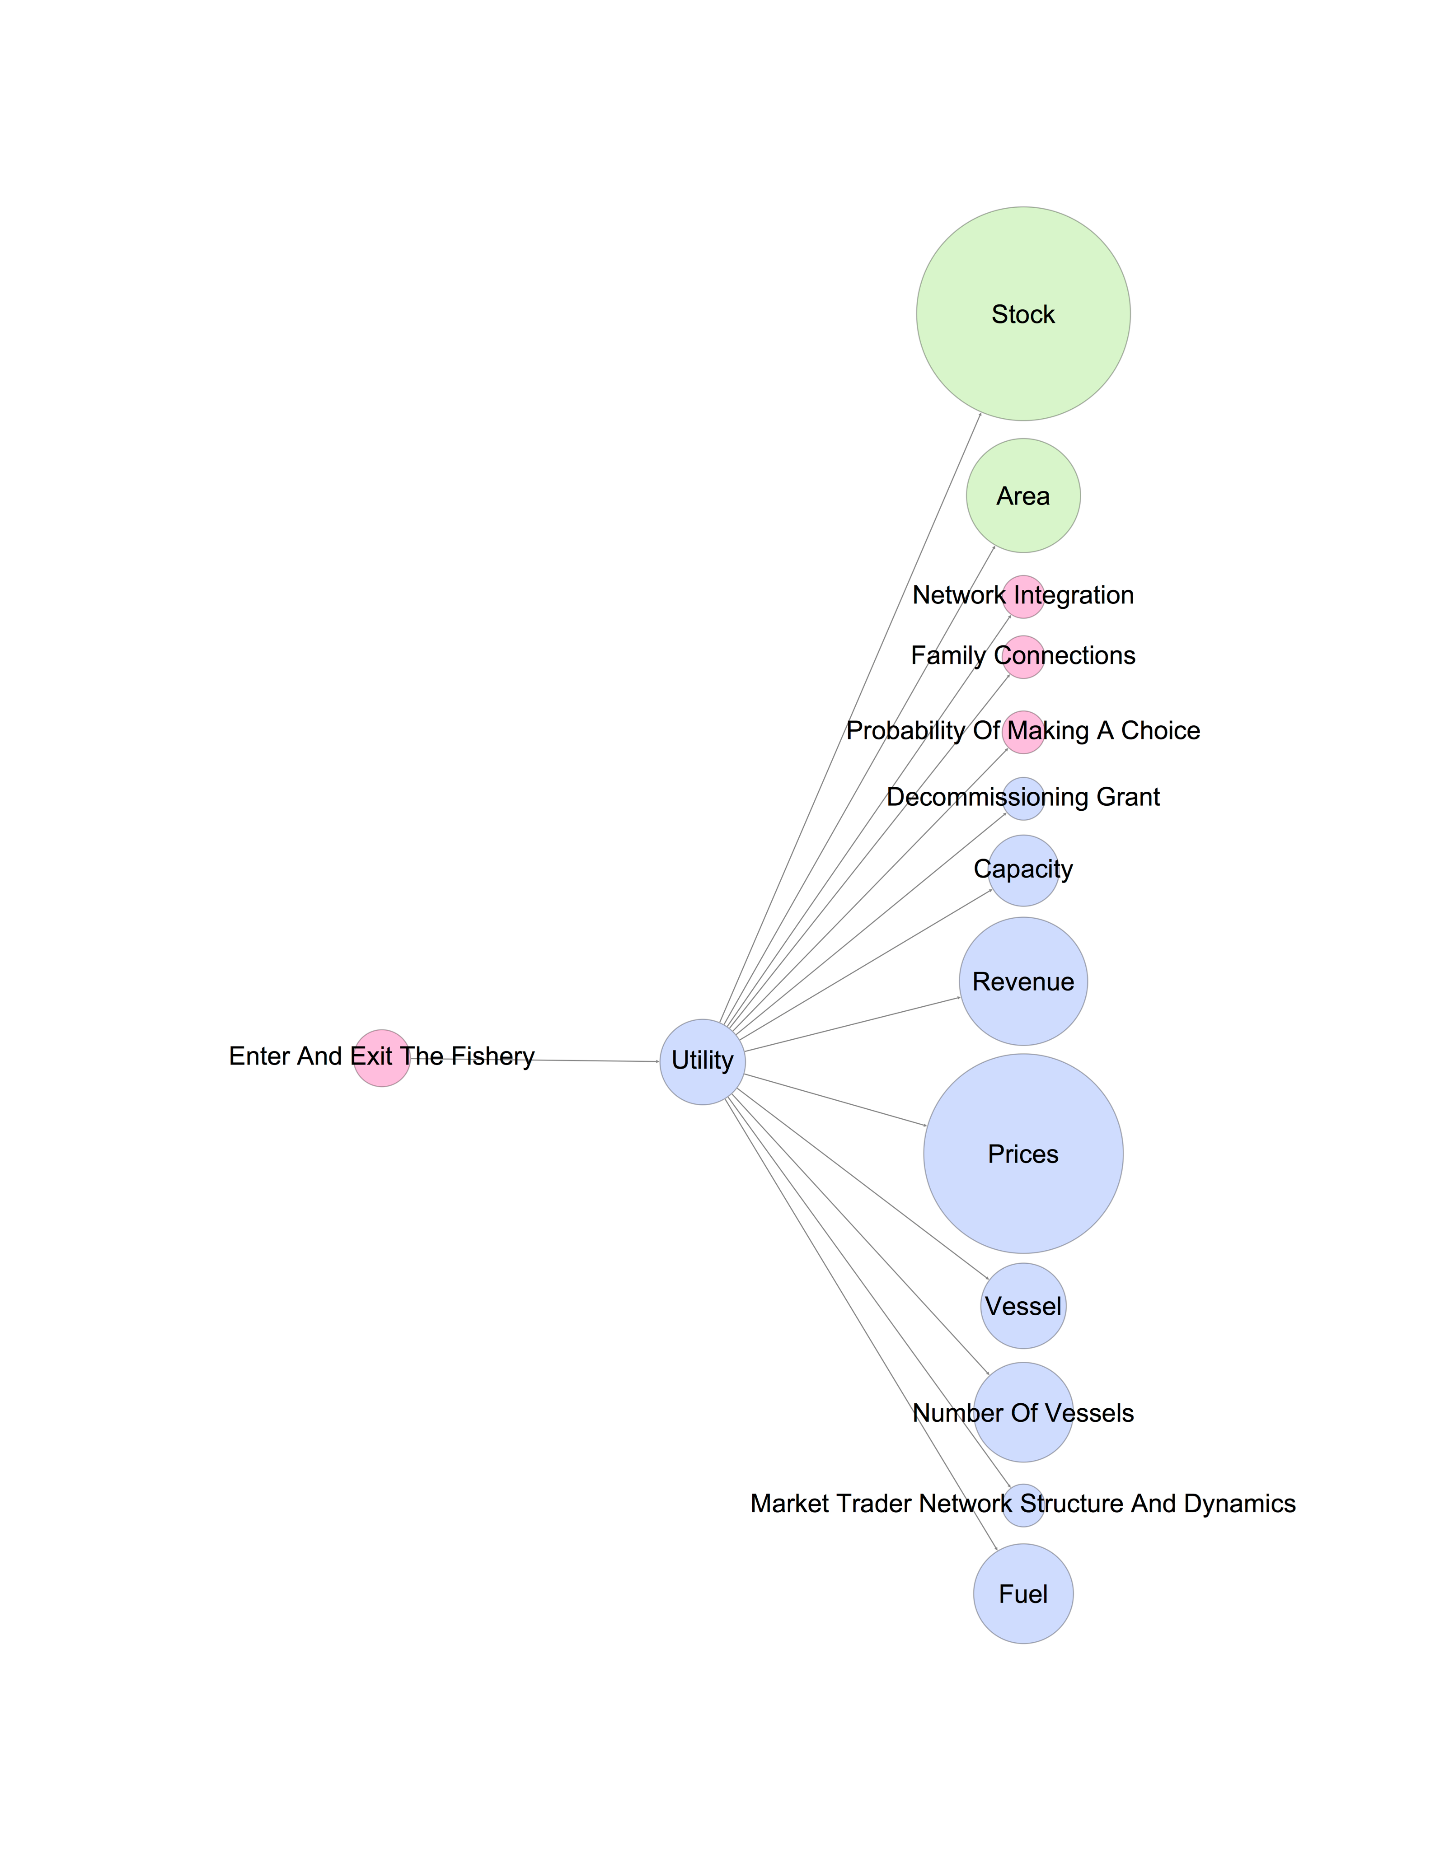 Stock
Area
Network Integration
Family Connections
Probability Of Making A Choice
Decommissioning Grant
Capacity
Revenue
Enter And Exit The Fishery
Utility
Prices
Vessel
Number Of Vessels
Market Trader Network Structure And Dynamics
Fuel